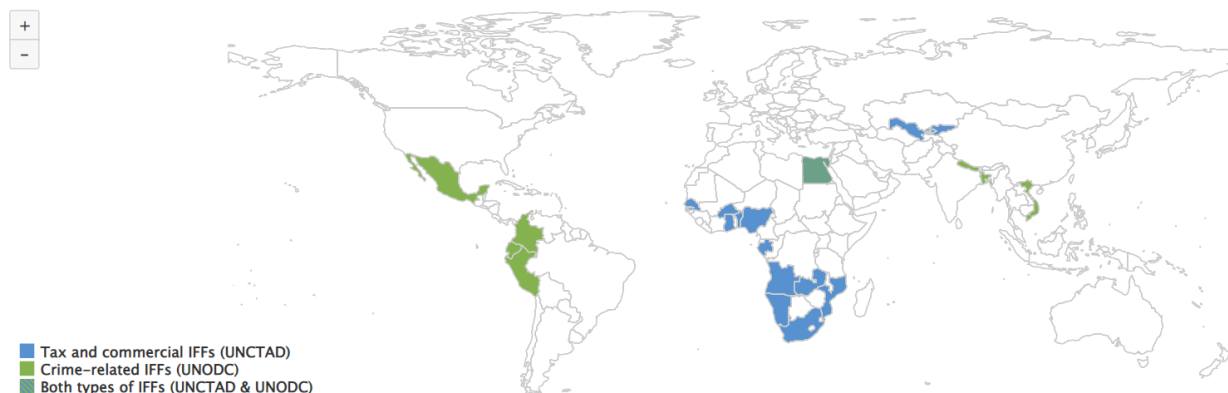 +
−
Tax and commercial IFFs (UNCTAD)
Crime-related IFFs (UNODC)
Both types of IFFs (UNCTAD & UNODC)